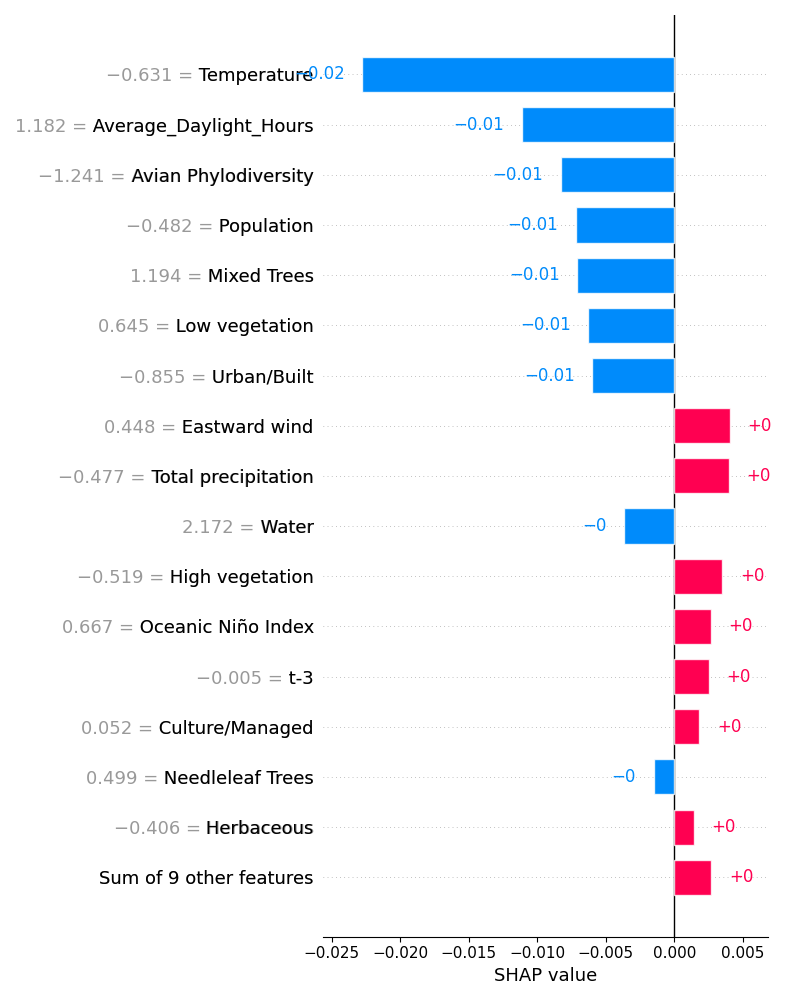 −0.631 = Temperature −0.02
1.182 = Average_Daylight_Hours −0.01
−1.241 = Avian Phylodiversity −0.01
−0.482 = Population −0.01
1.194 = Mixed Trees −0.01
0.645 = Low vegetation −0.01
−0.855 = Urban/Built −0.01
0.448 = Eastward wind +0
−0.477 = Total precipitation +0
2.172 = Water −0
−0.519 = High vegetation +0
0.667 = Oceanic Niño Index +0
−0.005 = t-3 +0
0.052 = Culture/Managed +0
0.499 = Needleleaf Trees −0
−0.406 = Herbaceous +0
Sum of 9 other features +0
−0.025 −0.020 −0.015 −0.010 −0.005 0.000 0.005
SHAP value